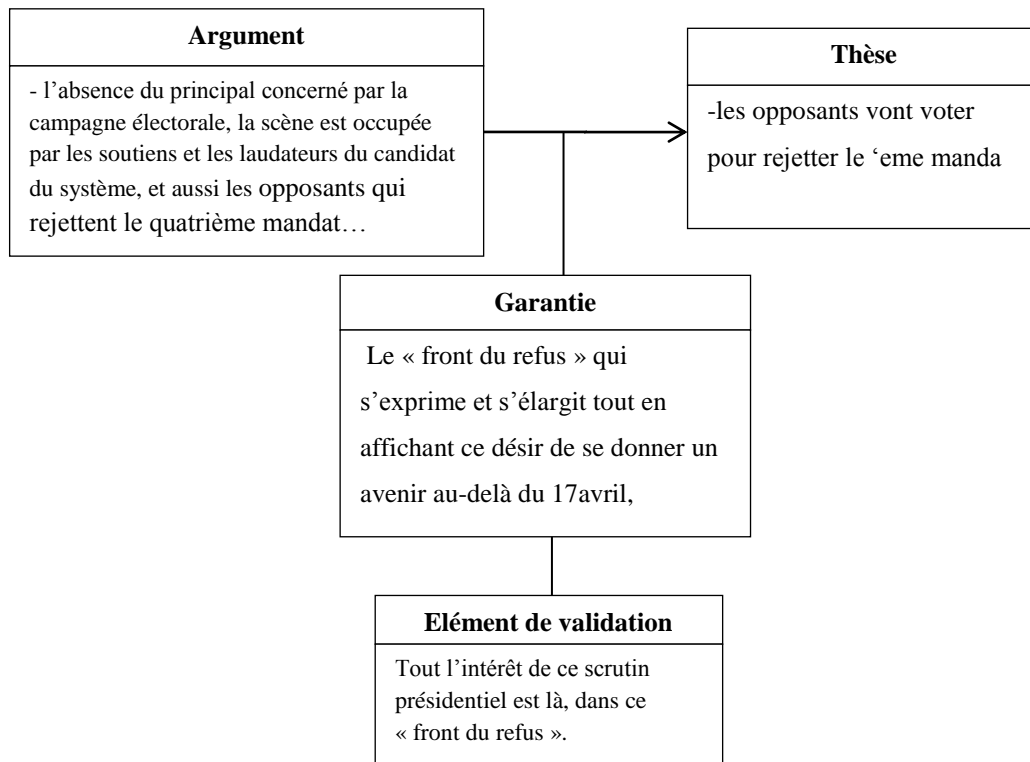 Argument
- l’absence du principal concerné par la
campagne électorale, la scène est occupée
par les soutiens et les laudateurs du candidat
du système, et aussi les opposants qui
rejettent le quatrième mandat…
Thèse
-les opposants vont voter
pour rejetter le ‘eme manda
Garantie
Le « front du refus » qui
s’exprime et s’élargit tout en
affichant ce désir de se donner un
avenir au-delà du 17avril,
Elément de validation
Tout l’intérêt de ce scrutin
présidentiel est là, dans ce
« front du refus ».